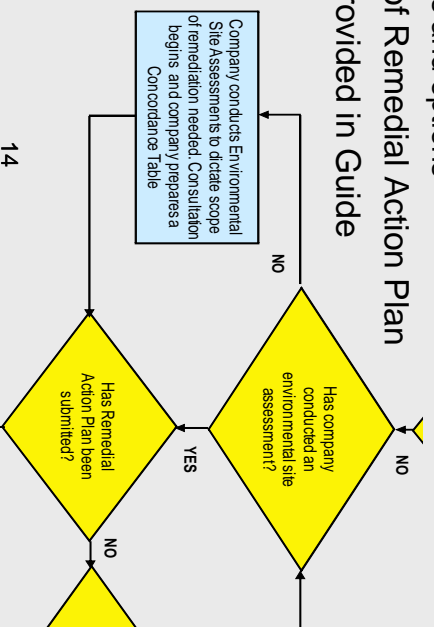 of Remedial Action Plan
rovided in Guide
NO
Has company
conducted an
environmental site
assessment?
NO
Company conducts Environmental
Site Assessments to dictate scope
of remediation needed. Consultation
begins and company prepares a
Concordance Table
YES
Has Remedial
Action Plan been
submitted?
NO
14